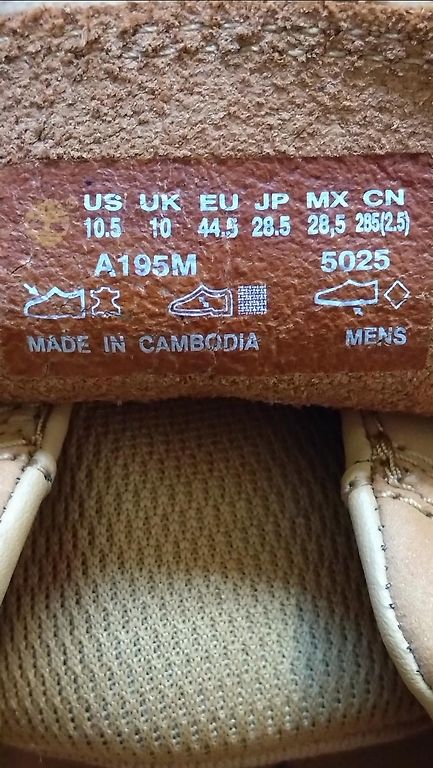 US UK EU JP MX CN
10.5 10 44.5 28.5 28,5 285(2.5)
A195M 5025
MADE IN CAMBODIA MENS